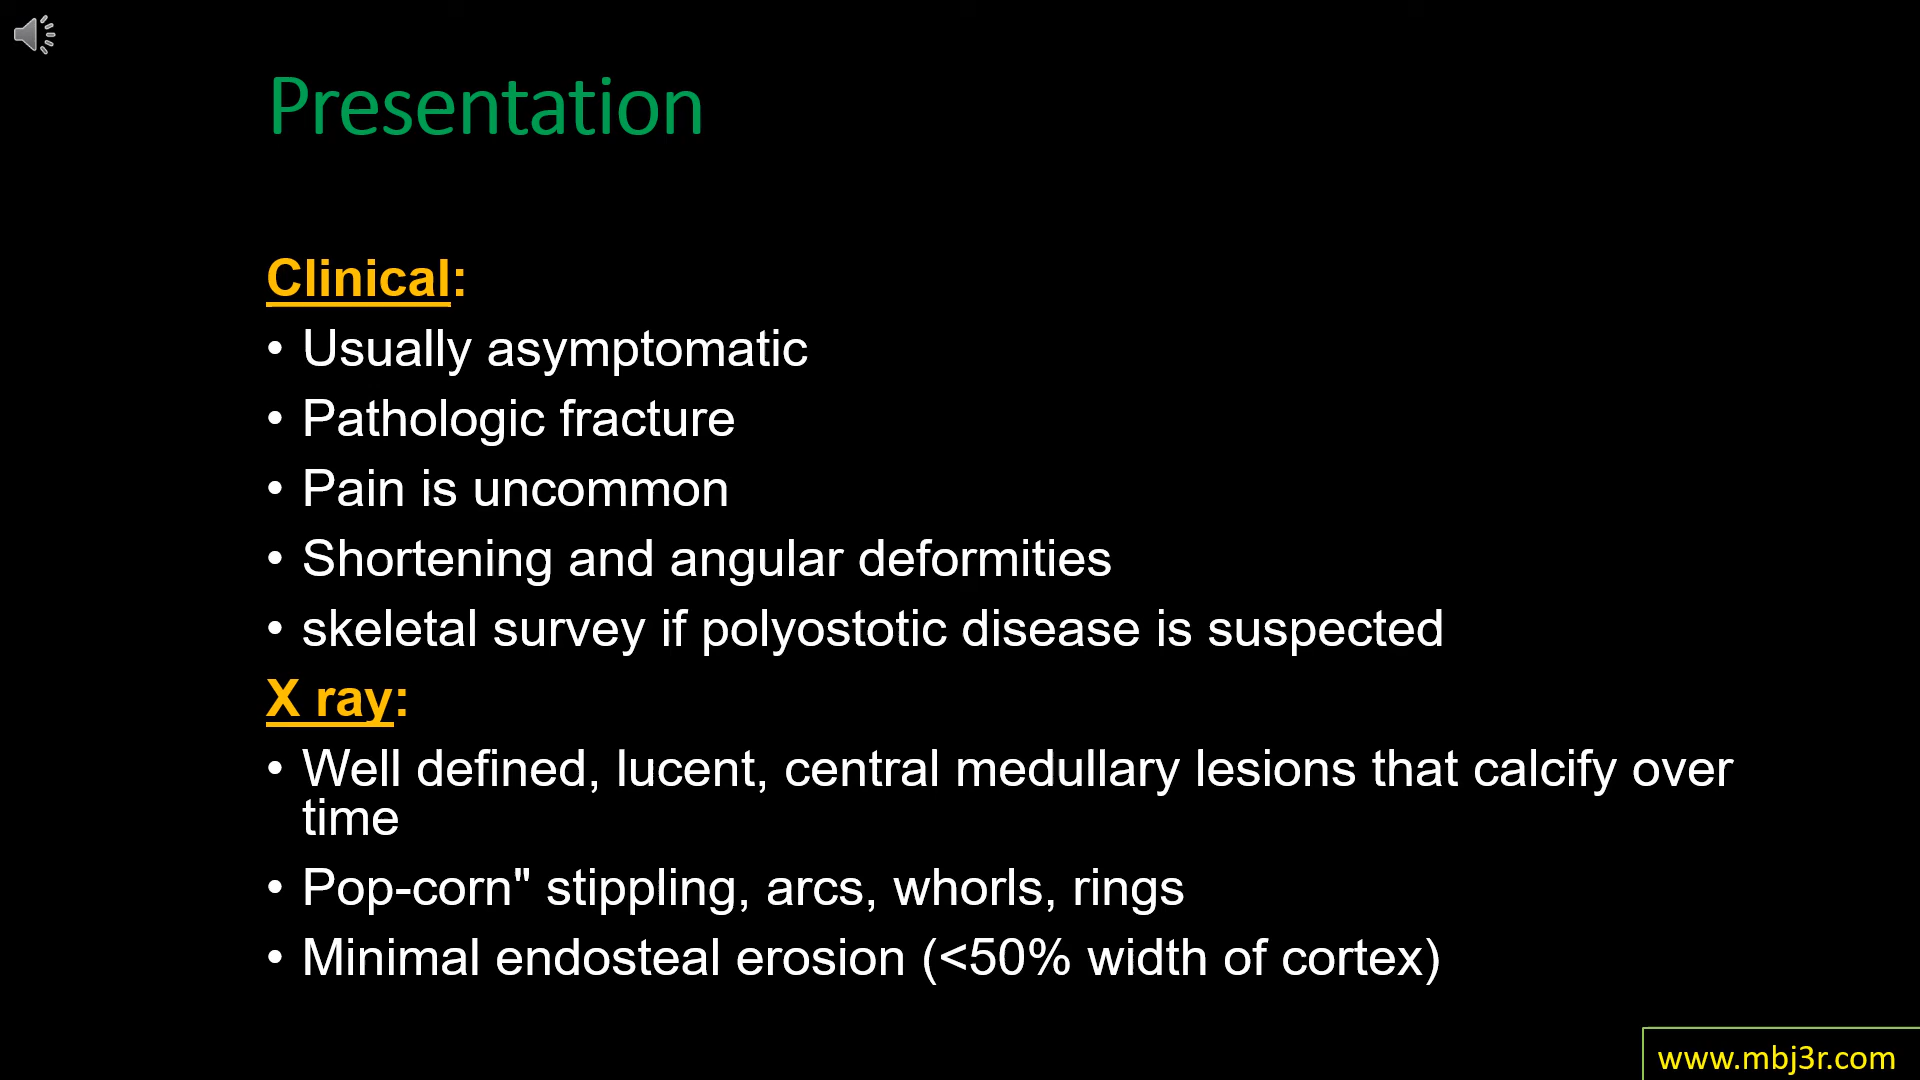 Presentation
Clinical:
• Usually asymptomatic
• Pathologic fracture
• Pain is uncommon
• Shortening and angular deformities
• skeletal survey if polyostotic disease is suspected
X ray:
• Well defined, lucent, central medullary lesions that calcify over
time
• Pop-corn" stippling, arcs, whorls, rings
• Minimal endosteal erosion (<50% width of cortex)
www.mbj3r.com